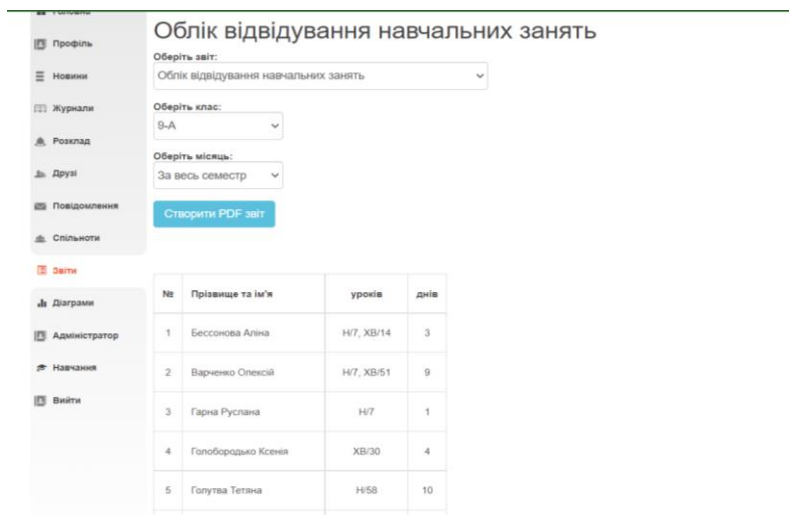 Головна
Профіль
Новини
Журнали
Розклад
Друзі
Повідомлення
Спільноти
Звіти
Діаграми
Адміністратор
Навчання
Вийти
Облік відвідування навчальних занять
Оберіть звіт:
Облік відвідування навчальних занять
Оберіть клас:
9-А
Оберіть місяць:
За весь семестр
Створити PDF звіт
№ Прізвище та ім'я уроків днів
1 Бессонова Аліна Н/7, ХВ/14 3
2 Варченко Олексій Н/7, ХВ/51 9
3 Гарна Руслана Н/7 1
4 Голобородько Ксенія ХВ/30 4
5 Голутва Тетяна Н/58 10